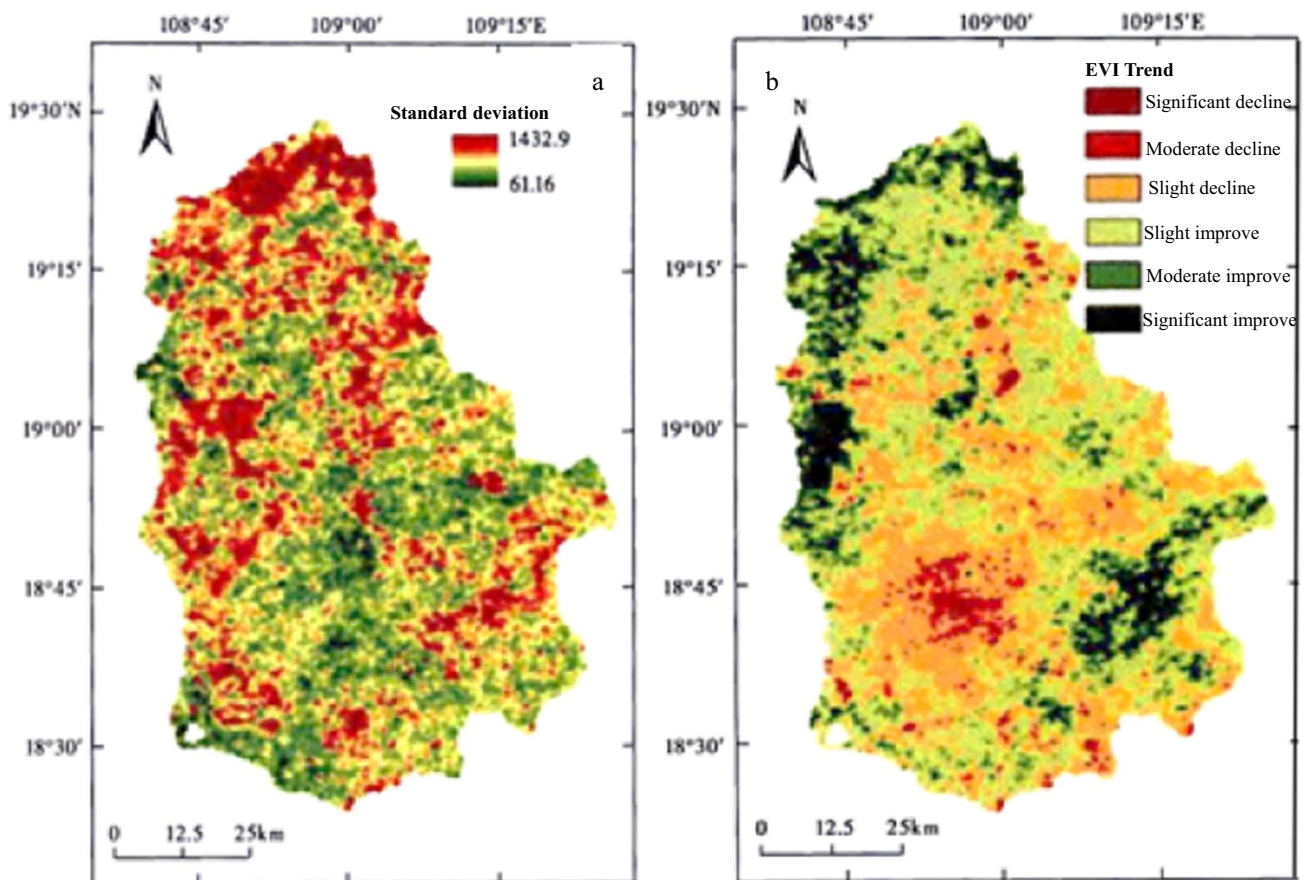 108°45′ 109°00′ 109°15′E
a
N
19°30′N
Standard deviation
1432.9
61.16
19°15′
19°00′
18°45′
18°30′
0 12.5 25km
108°45′ 109°00′ 109°15′E
b
EVI Trend
N
19°30′N
Significant decline
Moderate decline
Slight decline
Slight improve
Moderate improve
Significant improve
19°15′
19°00′
18°45′
18°30′
0 12.5 25km